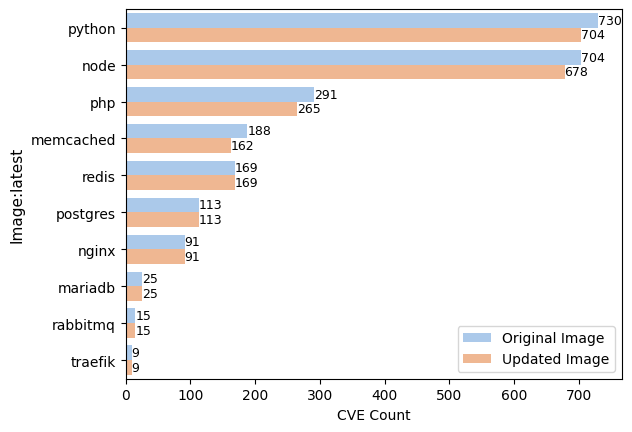 Image:latest
python
730
704
node
704
678
php
291
265
memcached
188
162
redis
169
169
postgres
113
113
nginx
91
91
mariadb
25
25
rabbitmq
15
15
traefik
9
9
Original Image
Updated Image
0 100 200 300 400 500 600 700
CVE Count